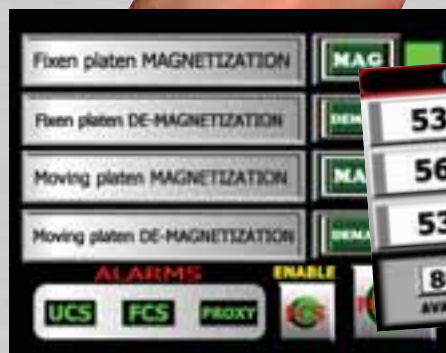 Fixen platen MAGNETIZATION MAG
Fixen platen DE-MAGNETIZATION
Moving platen MAGNETIZATION
Moving platen DE-MAGNETIZATION
ALARMS ENABLE
UCS FCS PROXY
53
56
53
8